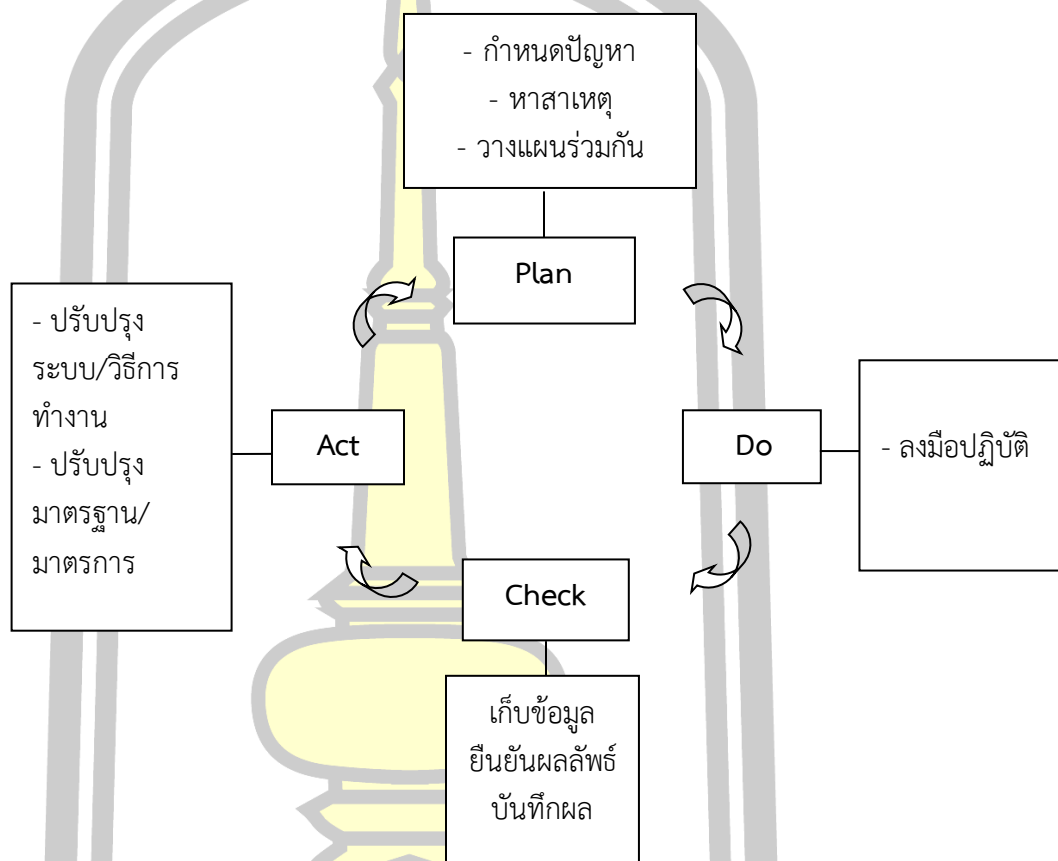 - กำหนดปัญหา
- หาสาเหตุ
- วางแผนร่วมกัน
Plan
- ปรับปรุง
ระบบ/วิธีการ
ทำงาน
- ปรับปรุง
มาตรฐาน/
มาตรการ
Act
Do
- ลงมือปฏิบัติ
Check
เก็บข้อมูล
ยืนยันผลลัพธ์
บันทึกผล